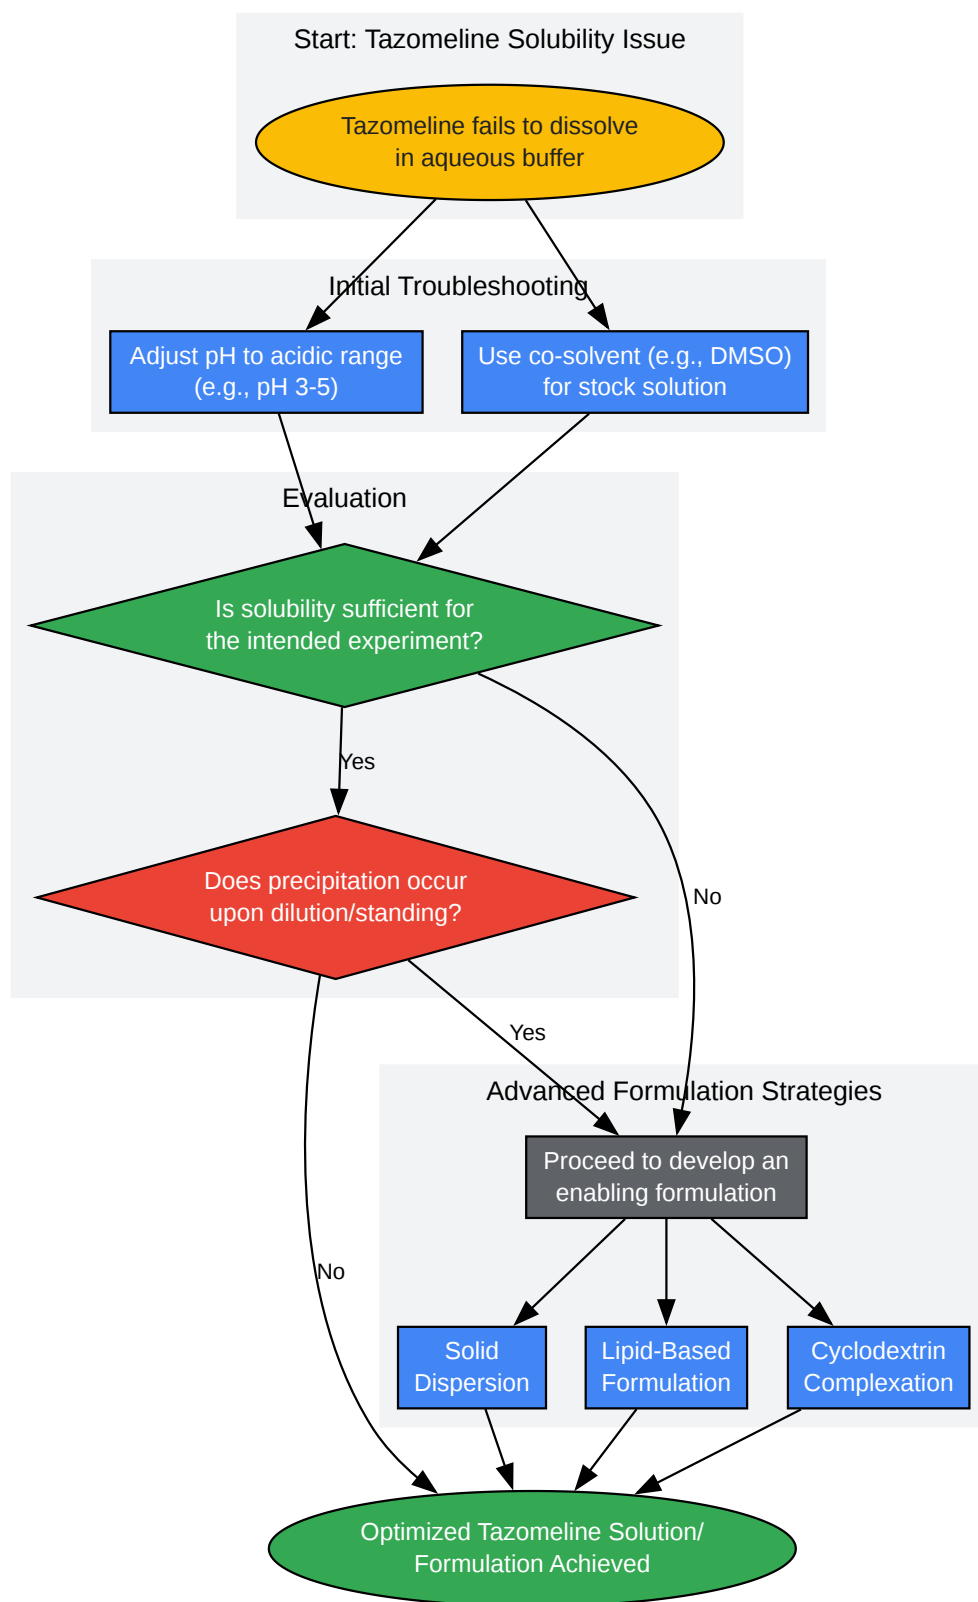 Start: Tazomeline Solubility Issue
Tazomeline fails to dissolve
in aqueous buffer
Initial Troubleshooting
Adjust pH to acidic range
(e.g., pH 3-5)
Use co-solvent (e.g., DMSO)
for stock solution
Evaluation
Is solubility sufficient for
the intended experiment?
Yes
No
Does precipitation occur
upon dilution/standing?
Yes
No
Advanced Formulation Strategies
Proceed to develop an
enabling formulation
Solid
Dispersion
Lipid-Based
Formulation
Cyclodextrin
Complexation
Optimized Tazomeline Solution/
Formulation Achieved